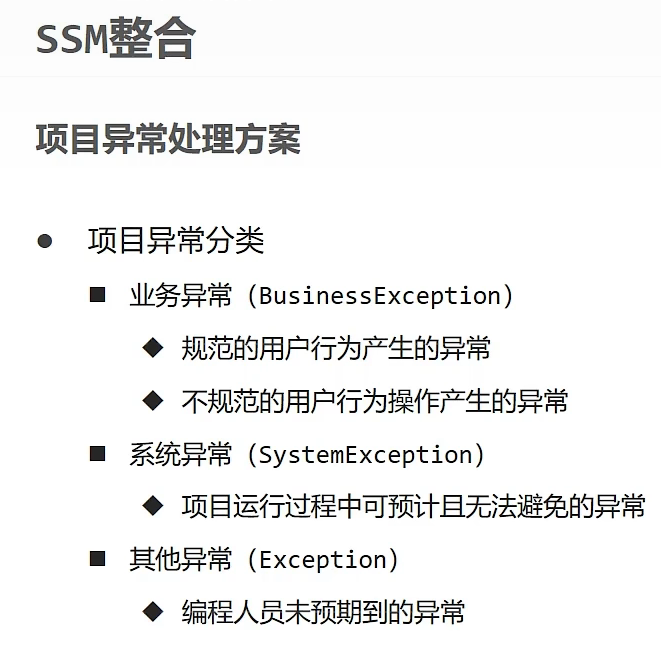 SSM整合
项目异常处理方案
● 项目异常分类
■ 业务异常（BusinessException）
◆ 规范的用户行为产生的异常
◆ 不规范的用户行为操作产生的异常
■ 系统异常（SystemException）
◆ 项目运行过程中可预计且无法避免的异常
■ 其他异常（Exception）
◆ 编程人员未预期到的异常